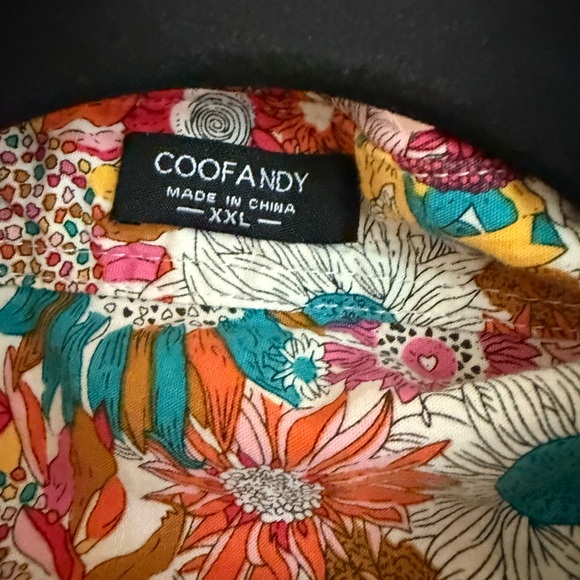 COOFANDY
MADE IN CHINA
— XXL —